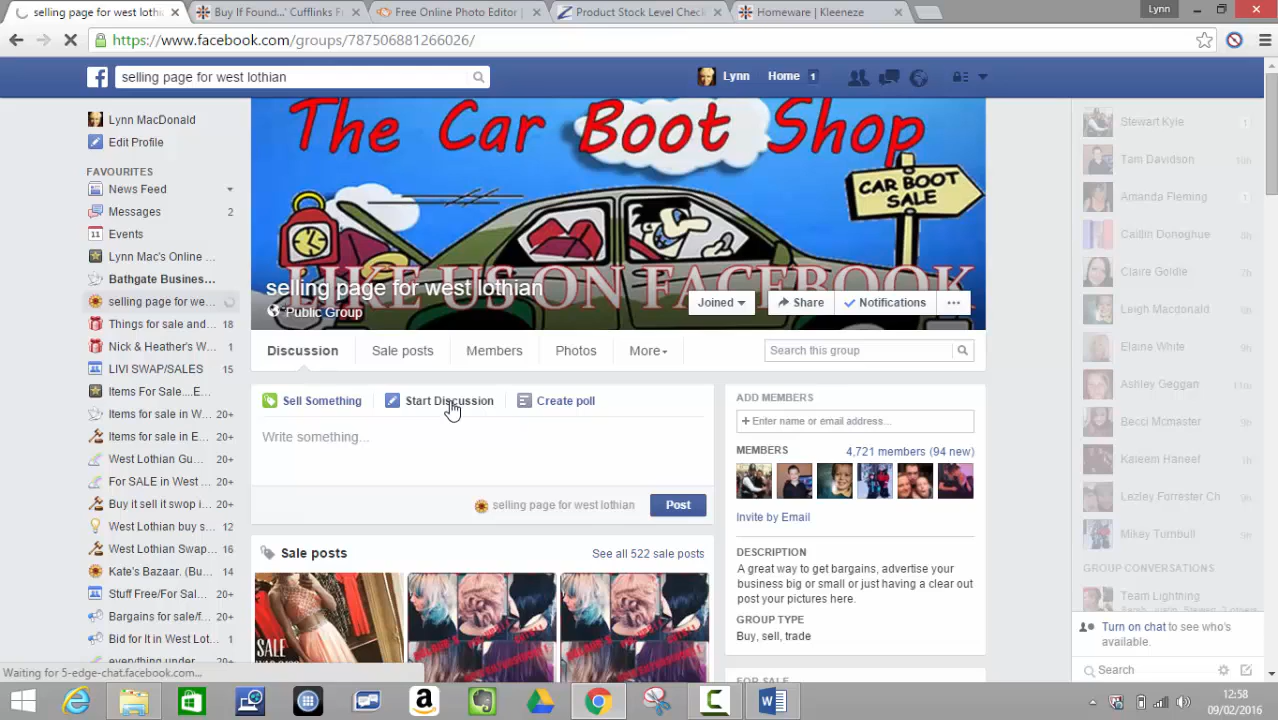 selling page for west lothi
Buy If Found...' Cufflinks F
Free Online Photo Editor |
Product Stock Level Check
Homeware | Kleeneze
Lynn
https://www.facebook.com/groups/787506881266026/
selling page for west lothian
Lynn
Home 1
Lynn MacDonald
Edit Profile
FAVOURITES
News Feed
Messages 2
11 Events
Lynn Mac's Online ...
Bathgate Business...
selling page for we...
Things for sale and... 18
Nick & Heather's W... 1
LIVI SWAP/SALES 15
Items For Sale....E...
Items for sale in W... 20+
Items for sale in E... 20+
West Lothian Gu... 20+
For SALE in West ... 20+
Buy it sell it swop i... 20+
West Lothian buy s... 12
West Lothian Swap... 16
Kate's Bazaar. (Bu... 14
Stuff Free/For Sal... 20+
Bargains for sale/f... 20+
Bid for It in West Lot... 1
everything under
The Car Boot Shop
CAR BOOT
SALE
LIKE US ON FACEBOOK
selling page for west lothian
Public Group
Joined
Share
Notifications
Discussion
Sale posts
Members
Photos
More
Search this group
Sell Something
Start Discussion
Create poll
Write something...
selling page for west lothian
Post
Sale posts
See all 522 sale posts
SALE
ADD MEMBERS
+ Enter name or email address...
MEMBERS
4,721 members (94 new)
Invite by Email
DESCRIPTION
A great way to get bargains, advertise your
business big or small or just having a clear out
post your pictures here.
GROUP TYPE
Buy, sell, trade
Stewart Kyle 1
Tam Davidson
Amanda Fleming
Caitlin Donoghue
Claire Goldie
Leigh Macdonald
Elaine White
Ashley Geggan
Becci Mcmaster
Kaleem Haneef
Lezley Forrester Ch
Mikey Turnbull
GROUP CONVERSATIONS
Team Lightning
Turn on chat to see who's
available.
Search
Waiting for 5-edge-chat.facebook.com...
12:58
09/02/2016